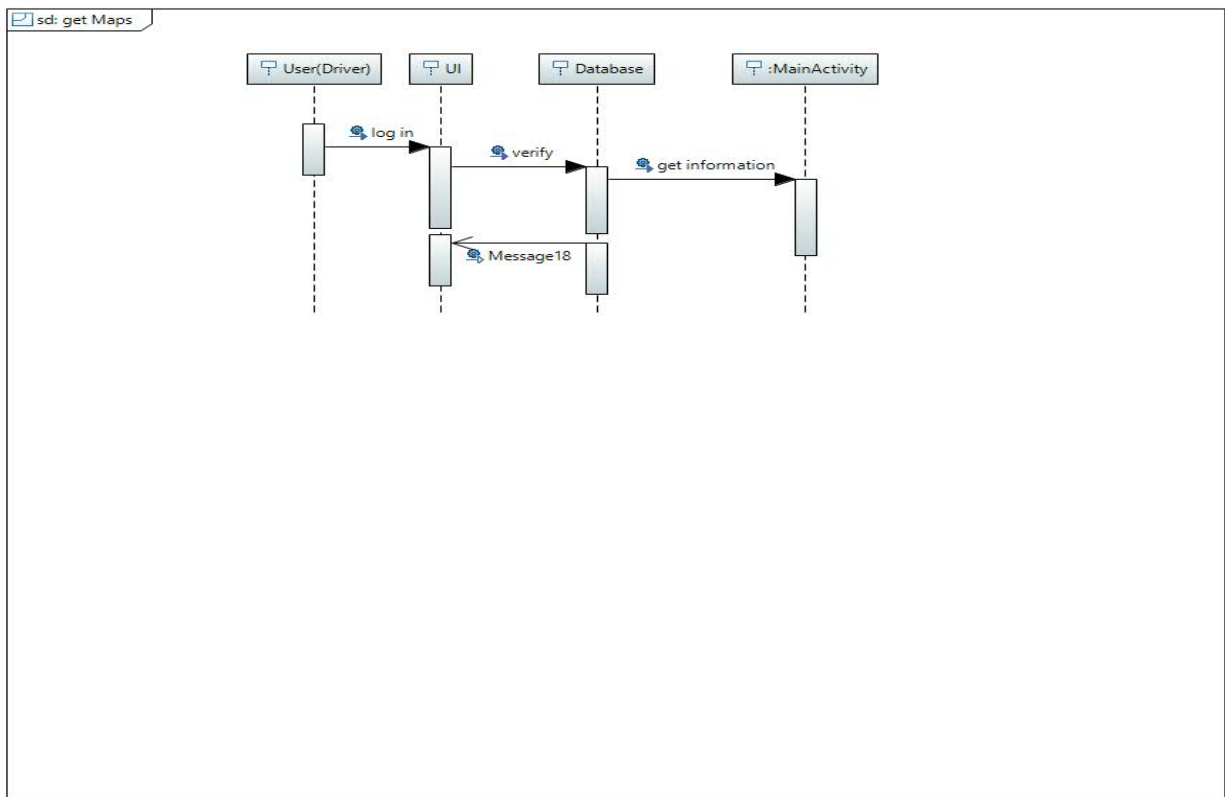 sd: get Maps
User(Driver)
UI
Database
:MainActivity
log in
verify
get information
Message18